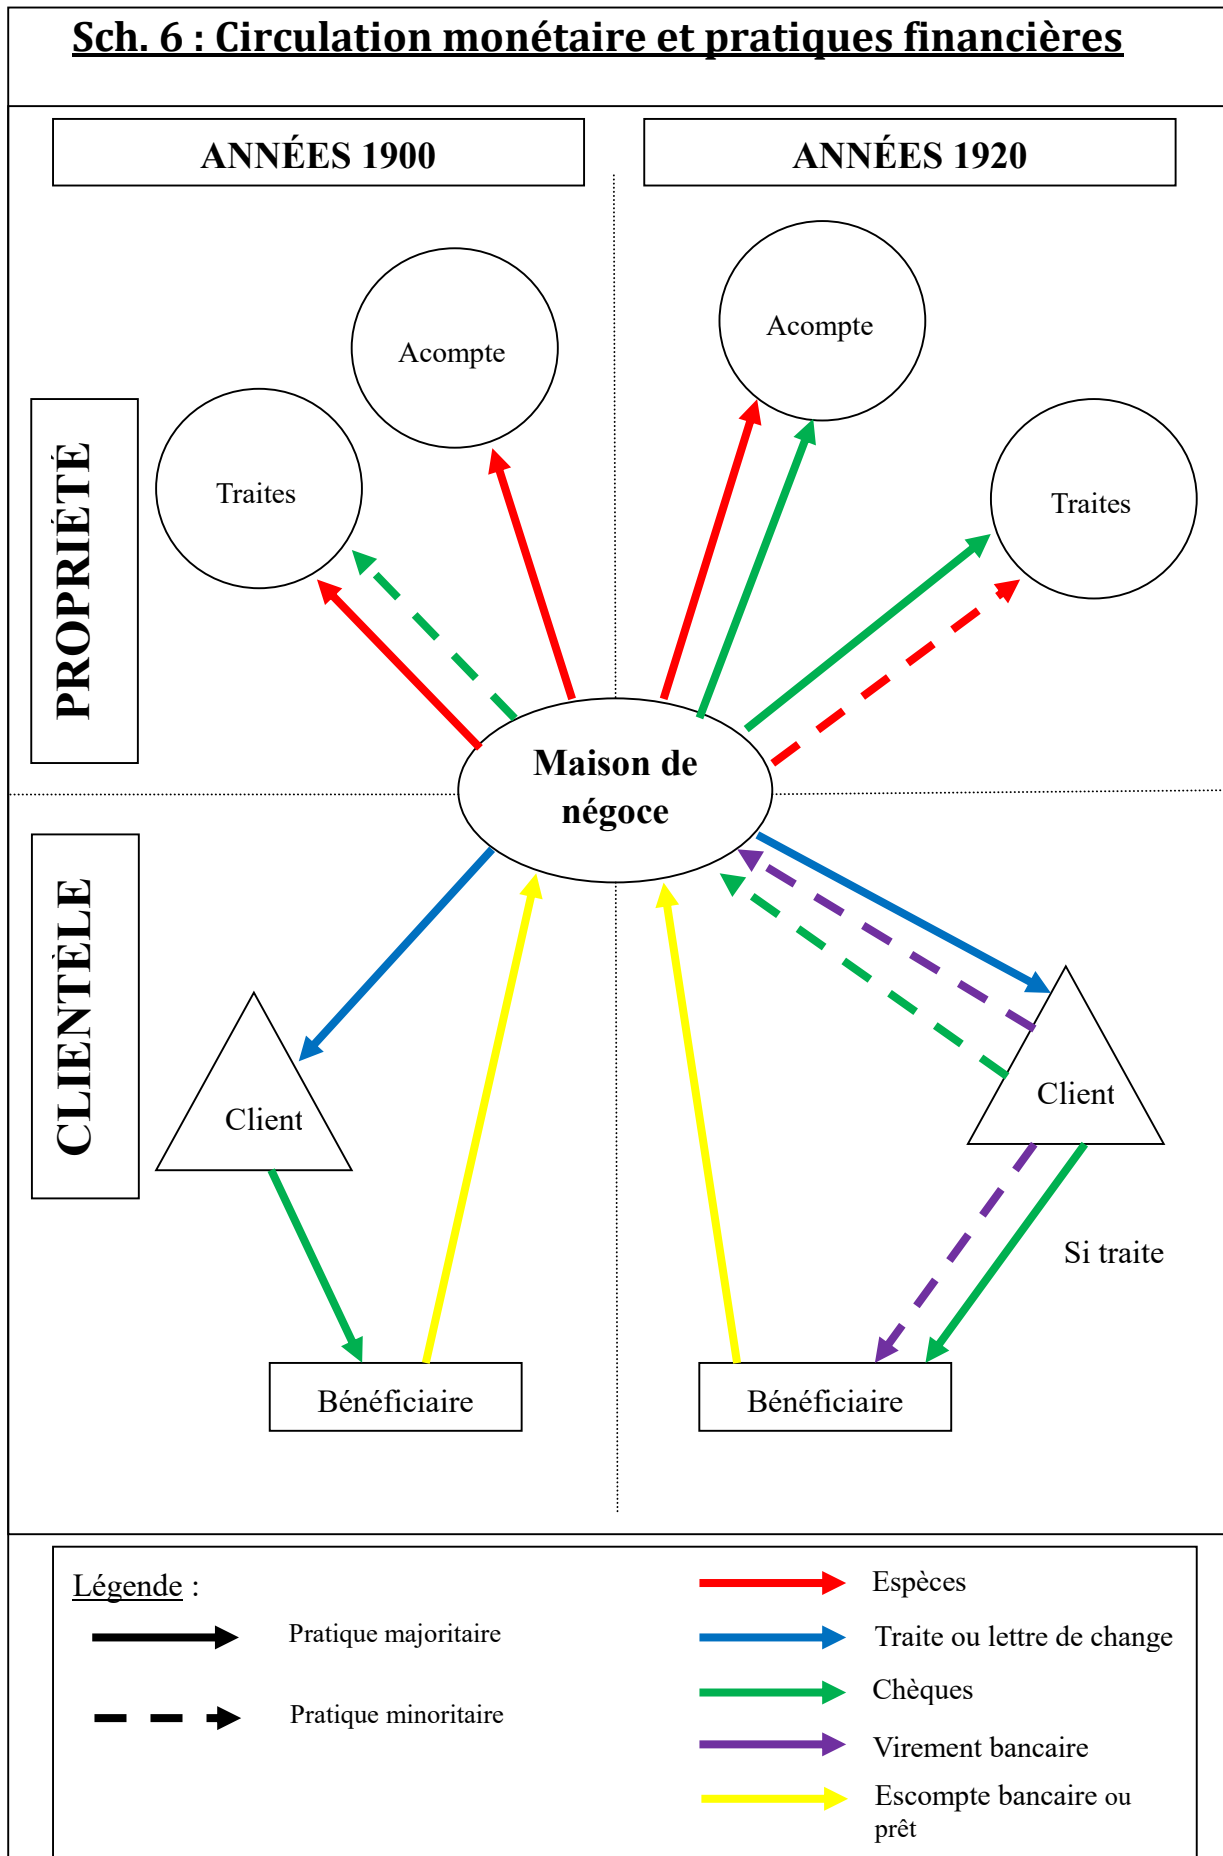 Sch. 6 : Circulation monétaire et pratiques financières
ANNÉES 1900
ANNÉES 1920
PROPRIÉTÉ
Acompte
Traites
Acompte
Traites
Maison de
négoce
CLIENTÈLE
Client
Client
Si traite
Bénéficiaire
Bénéficiaire
Légende :
Pratique majoritaire
Pratique minoritaire
Espèces
Traite ou lettre de change
Chèques
Virement bancaire
Escompte bancaire ou
prêt